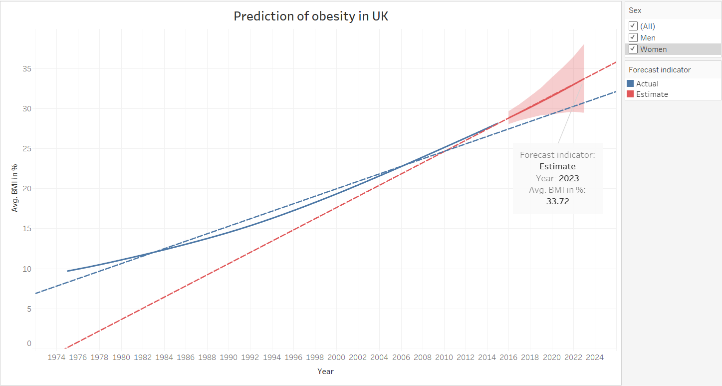 Prediction of obesity in UK
Sex
(All)
Men
Women
Forecast indicator
Actual
Estimate
35
30
25
20
15
10
5
0
Avg. BMI in %
Forecast indicator:
Estimate
Year: 2023
Avg. BMI in %:
33.72
1974 1976 1978 1980 1982 1984 1986 1988 1990 1992 1994 1996 1998 2000 2002 2004 2006 2008 2010 2012 2014 2016 2018 2020 2022 2024
Year